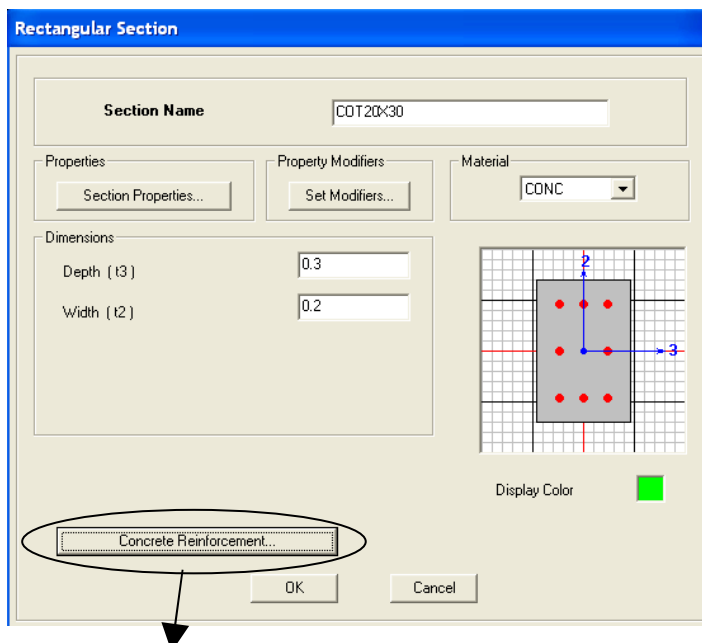 Rectangular Section
Section Name COT20X30
Properties Property Modifiers Material
Section Properties... Set Modifiers... CONC
Dimensions
Depth ( t3 ) 0.3
Width ( t2 ) 0.2
2
3
Display Color
Concrete Reinforcement...
OK Cancel